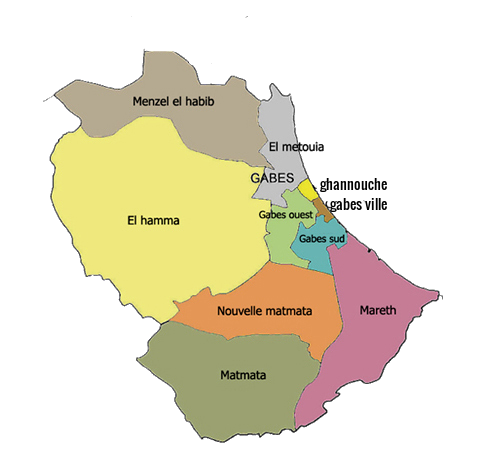 Menzel el habib
El metouia
GABES
ghannouche
gabes ville
Gabes ouest
El hamma
Gabes sud
Nouvelle matmata
Mareth
Matmata